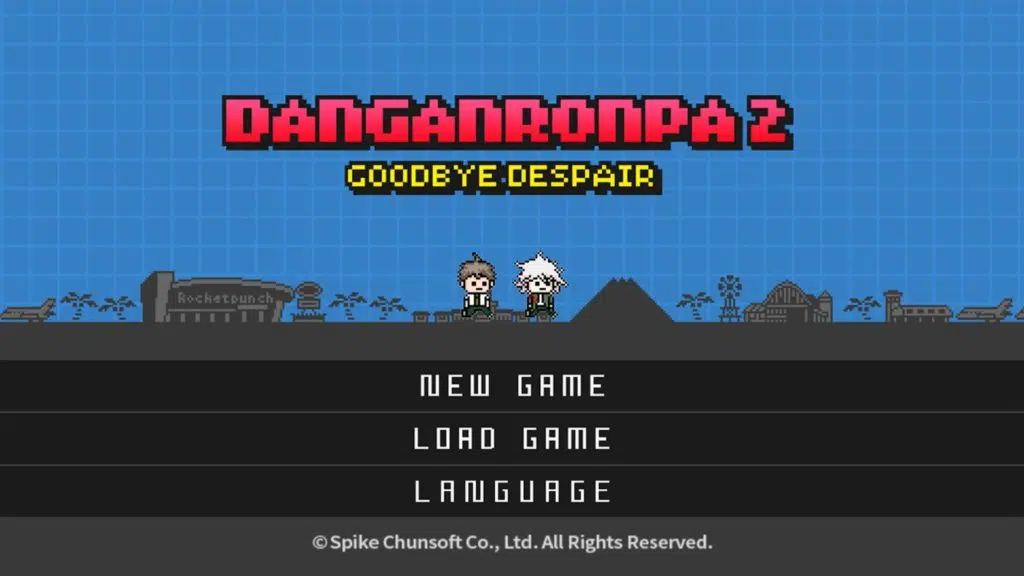 DANGANRONPA 2
GOODBYE DESPAIR
Rocketpunch
NEW GAME
LOAD GAME
LANGUAGE
©Spike Chunsoft Co., Ltd. All Rights Reserved.